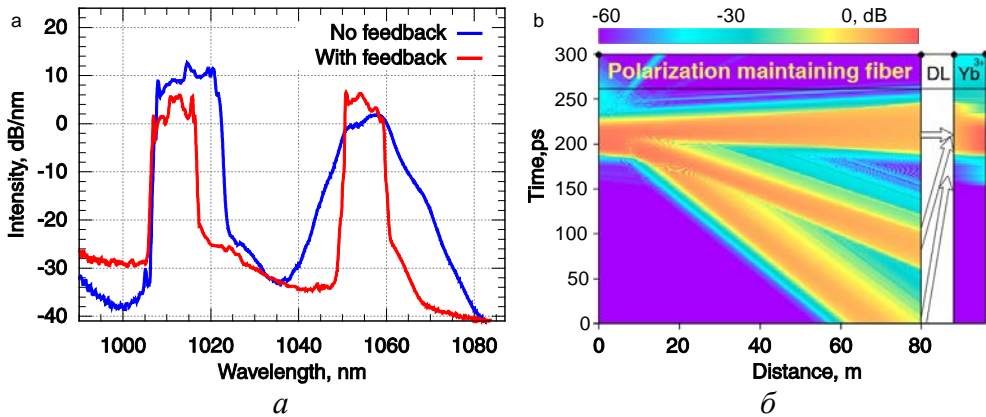 a
20
10
0
-10
-20
-30
-40
Intensity, dB/nm
No feedback
With feedback
1000 1020 1040 1060 1080
Wavelength, nm
а
b
-60 -30 0, dB
300
250
200
150
100
50
0
Time,ps
Polarization maintaining fiber
DL
Yb³⁺
0 20 40 60 80
Distance, m
б